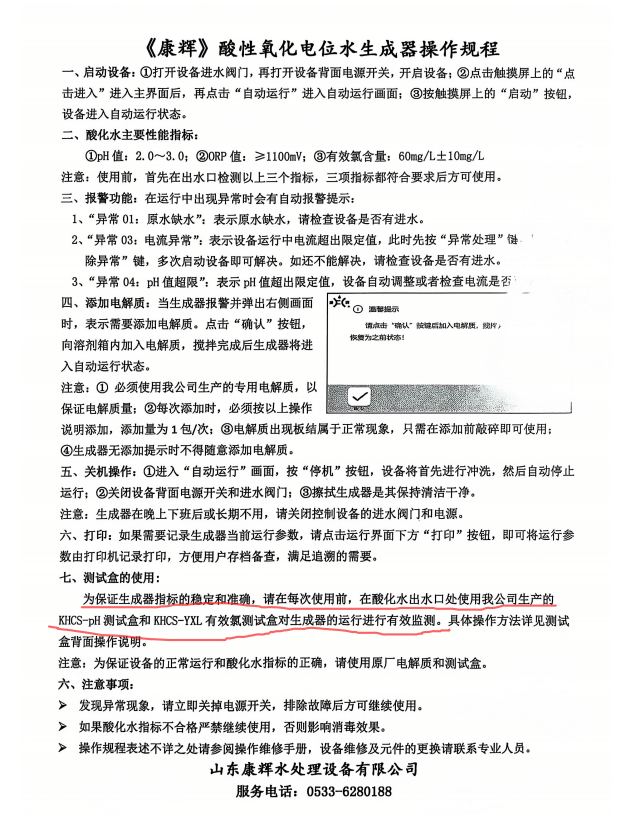 《康辉》酸性氧化电位水生成器操作规程
一、启动设备：①打开设备进水阀门，再打开设备背面电源开关，开启设备；②点击触摸屏上的“点
击进入”进入主界面后，再点击“自动运行”进入自动运行画面；③按触摸屏上的“启动”按钮，
设备进入自动运行状态。
二、酸化水主要性能指标：
①pH 值：2.0～3.0；②ORP 值：≥1100mV；③有效氯含量：60mg/L±10mg/L
注意：使用前，首先在出水口检测以上三个指标，三项指标都符合要求后方可使用。
三、报警功能：在运行中出现异常时会有自动报警提示：
1、“异常 01：原水缺水”：表示原水缺水，请检查设备是否有进水。
2、“异常 03：电流异常”：表示设备运行中电流超出限定值，此时先按“异常处理”键
除异常”键，多次启动设备即可解决。如还不能解决，请检查设备是否有进水。
3、“异常 04：pH 值超限”：表示 pH 值超出限定值，设备自动调整或者检查电流是否
四、添加电解质：当生成器报警并弹出右侧画面
时，表示需要添加电解质。点击“确认”按钮，
向溶剂箱内加入电解质，搅拌完成后生成器将进
入自动运行状态。
温馨提示
请点击“确认”按键后加入电解质，搅拌
恢复为之前状态！
注意：① 必须使用我公司生产的专用电解质，以
保证电解质量；②每次添加时，必须按以上操作
说明添加，添加量为 1 包/次；③电解质出现板结属于正常现象，只需在添加前敲碎即可使用；
④生成器无添加提示时不得随意添加电解质。
五、关机操作：①进入“自动运行”画面，按“停机”按钮，设备将首先进行冲洗，然后自动停止
运行；②关闭设备背面电源开关和进水阀门；③擦拭生成器是其保持清洁干净。
注意：生成器在晚上下班后或长期不用，请关闭控制设备的进水阀门和电源。
六、打印：如果需要记录生成器当前运行参数，请点击运行界面下方“打印”按钮，即可将运行参
数由打印机记录打印，方便用户存档备查，满足追溯的需要。
七、测试盒的使用：
为保证生成器指标的稳定和准确，请在每次使用前，在酸化水出水口处使用我公司生产的
KHCS-pH 测试盒和 KHCS-YXL 有效氯测试盒对生成器的运行进行有效监测。具体操作方法详见测试
盒背面操作说明。
注意：为保证设备的正常运行和酸化水指标的正确，请使用原厂电解质和测试盒。
六、注意事项：
➢ 发现异常现象，请立即关掉电源开关，排除故障后方可继续使用。
➢ 如果酸化水指标不合格严禁继续使用，否则影响消毒效果。
➢ 操作规程表述不详之处请参阅操作维修手册，设备维修及元件的更换请联系专业人员。
山东康辉水处理设备有限公司
服务电话：0533-6280188